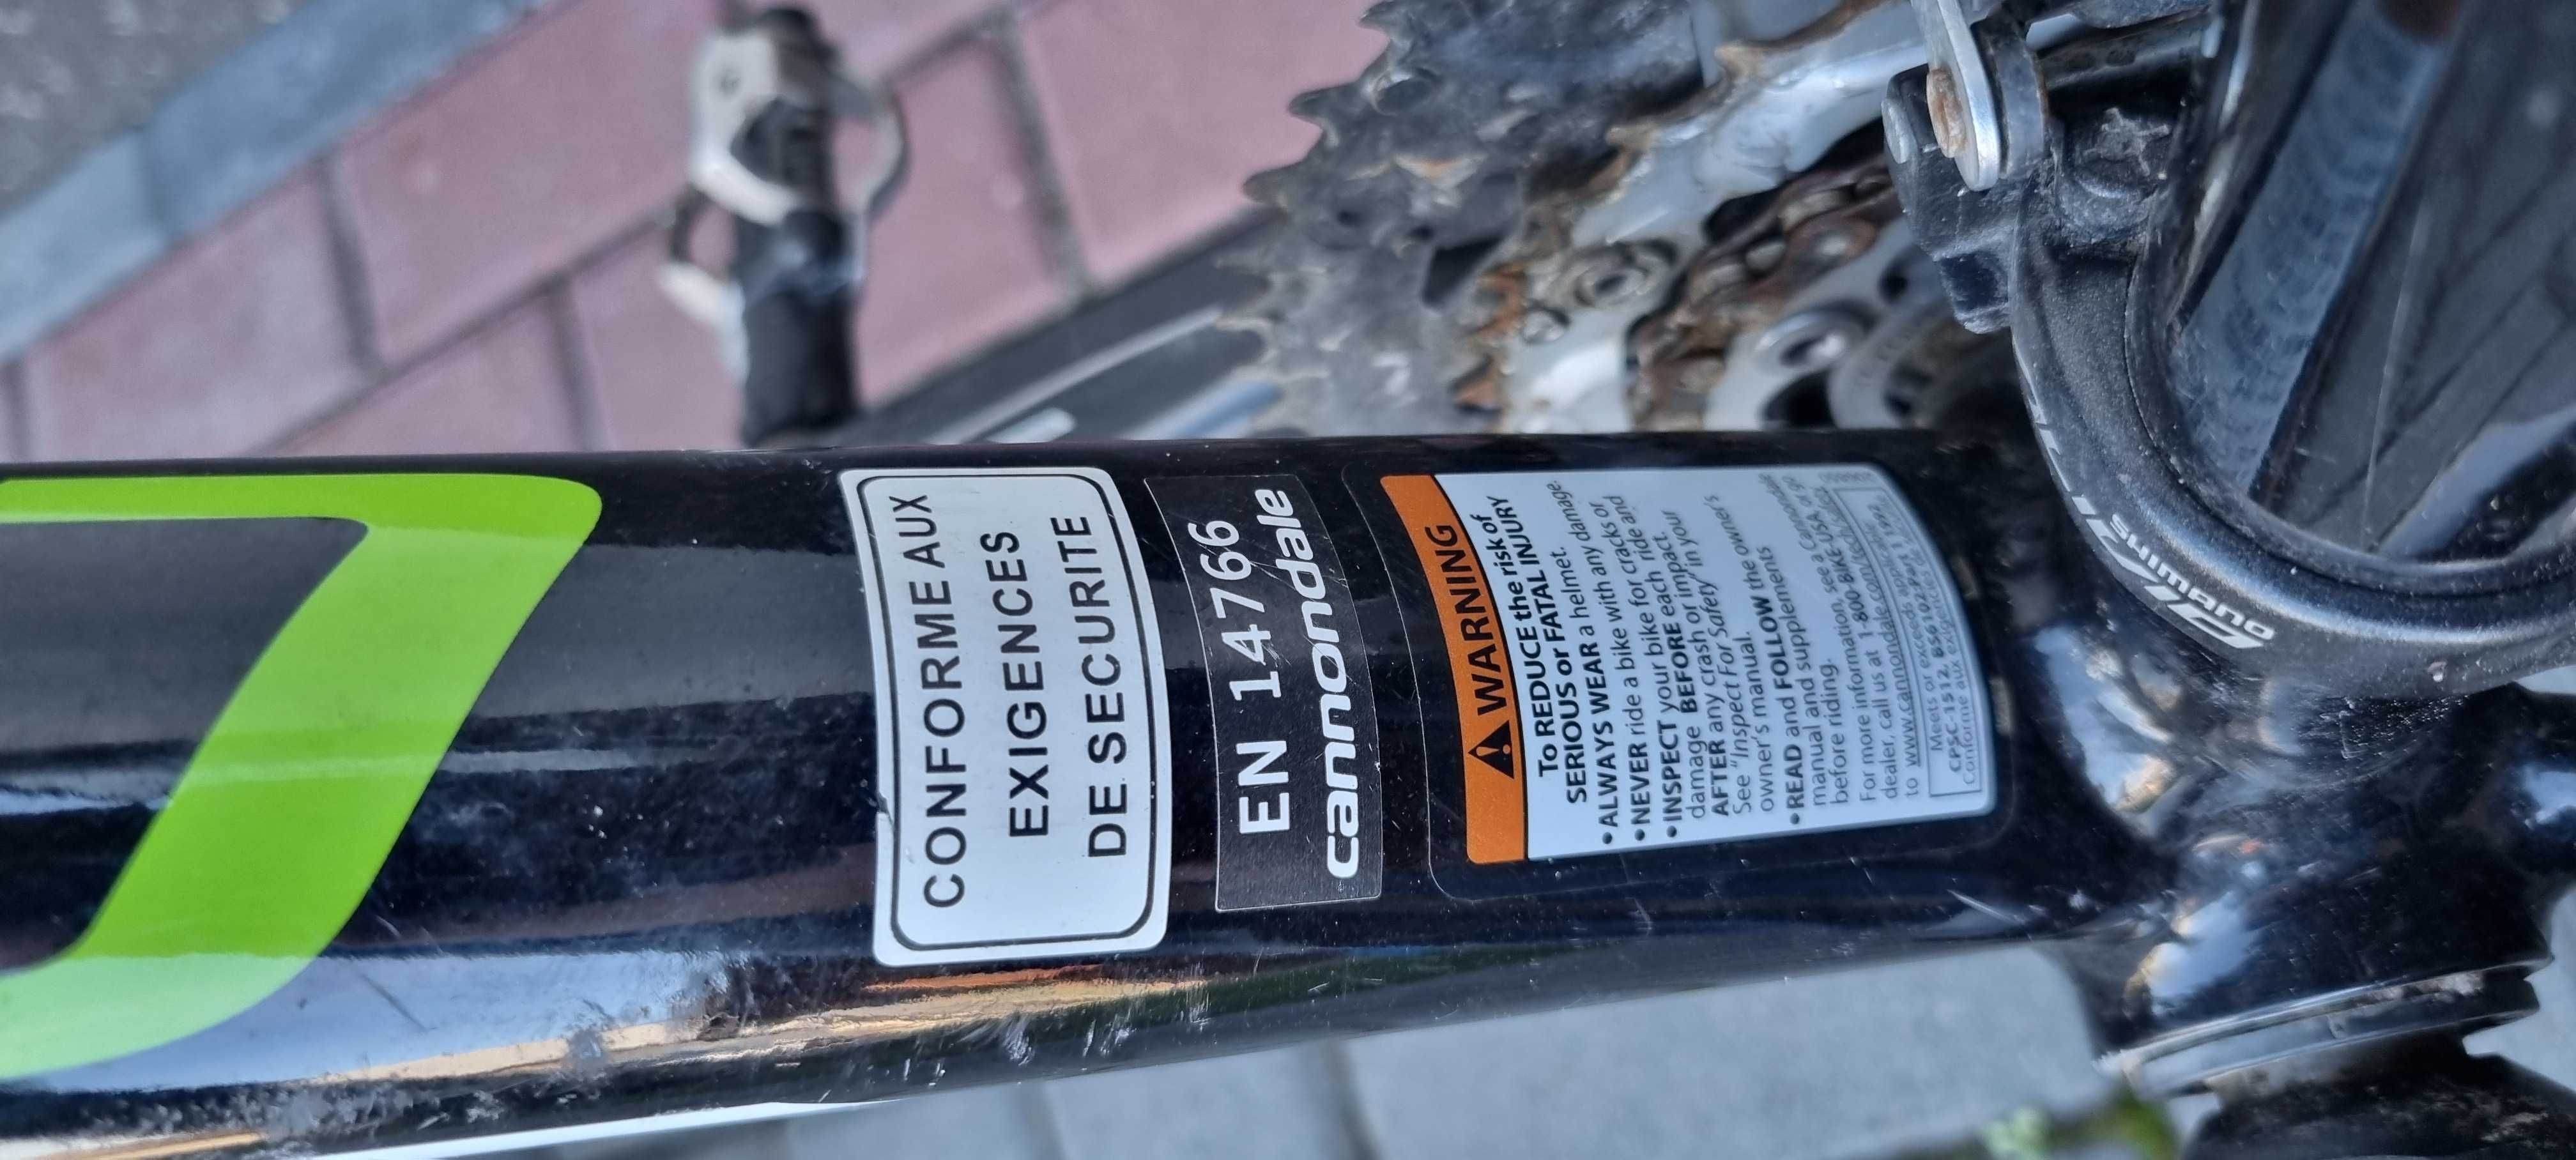 CONFORME AUX
EXIGENCES
DE SECURITE
EN 14766
cannondale
WARNING
To REDUCE the risk of
SERIOUS or FATAL INJURY
•ALWAYS WEAR a helmet.
•NEVER ride a bike with any damage.
•INSPECT your bike for cracks or
damage BEFORE each ride and
AFTER any crash or impact.
See "Inspect For Safety" in your
owner's manual.
•READ and FOLLOW the owner's
manual and supplements
before riding.
For more information, see a Cannondale
dealer, call us at 1-800-BIKE-USA, or go
to www.cannondale.com/tech
Meets or exceeds
CPSC-1512,
Conforme aux exigences
SHIMANO
ALIVIO